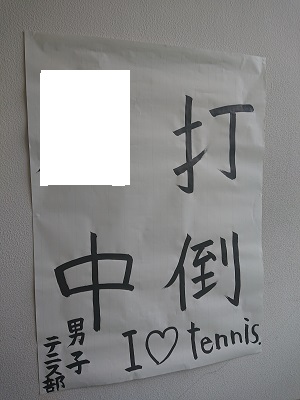 打倒
中
男子
テニス部
I♡tennis.